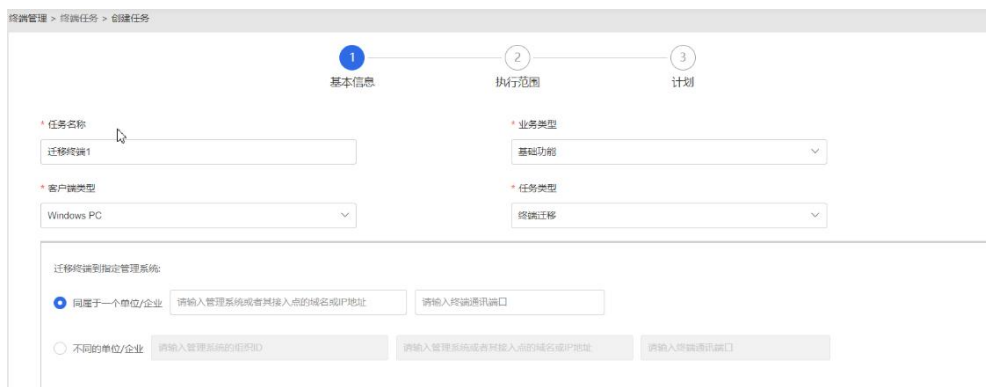 终端管理 > 终端任务 > 创建任务
1 2 3
基本信息 执行范围 计划
* 任务名称 * 业务类型
迁移终端1 基础功能
* 客户端类型 * 任务类型
Windows PC 终端迁移
迁移终端到指定管理系统:
同属于一个单位/企业 请输入管理系统或者其接入点的域名或IP地址 请输入终端通讯端口
不同的单位/企业 请输入管理系统的组织ID 请输入管理系统或者其接入点的域名或IP地址 请输入终端通讯端口